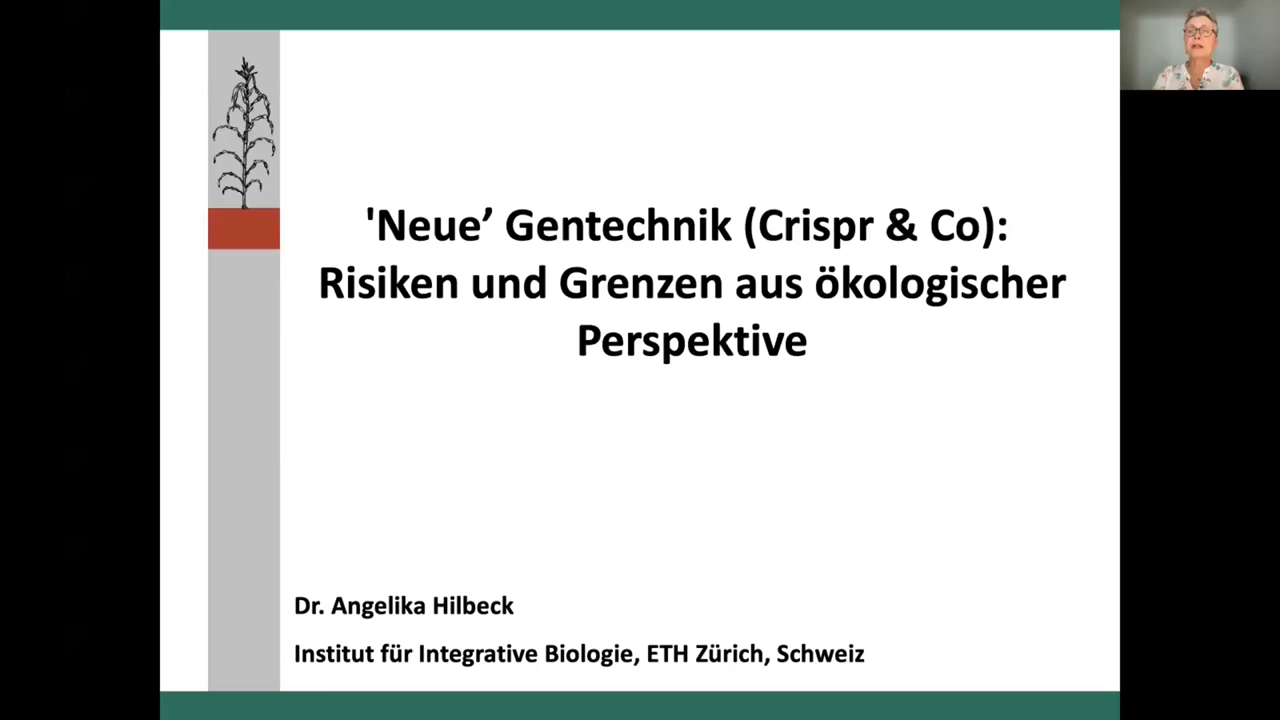 'Neue’ Gentechnik (Crispr & Co):
Risiken und Grenzen aus ökologischer
Perspektive
Dr. Angelika Hilbeck
Institut für Integrative Biologie, ETH Zürich, Schweiz